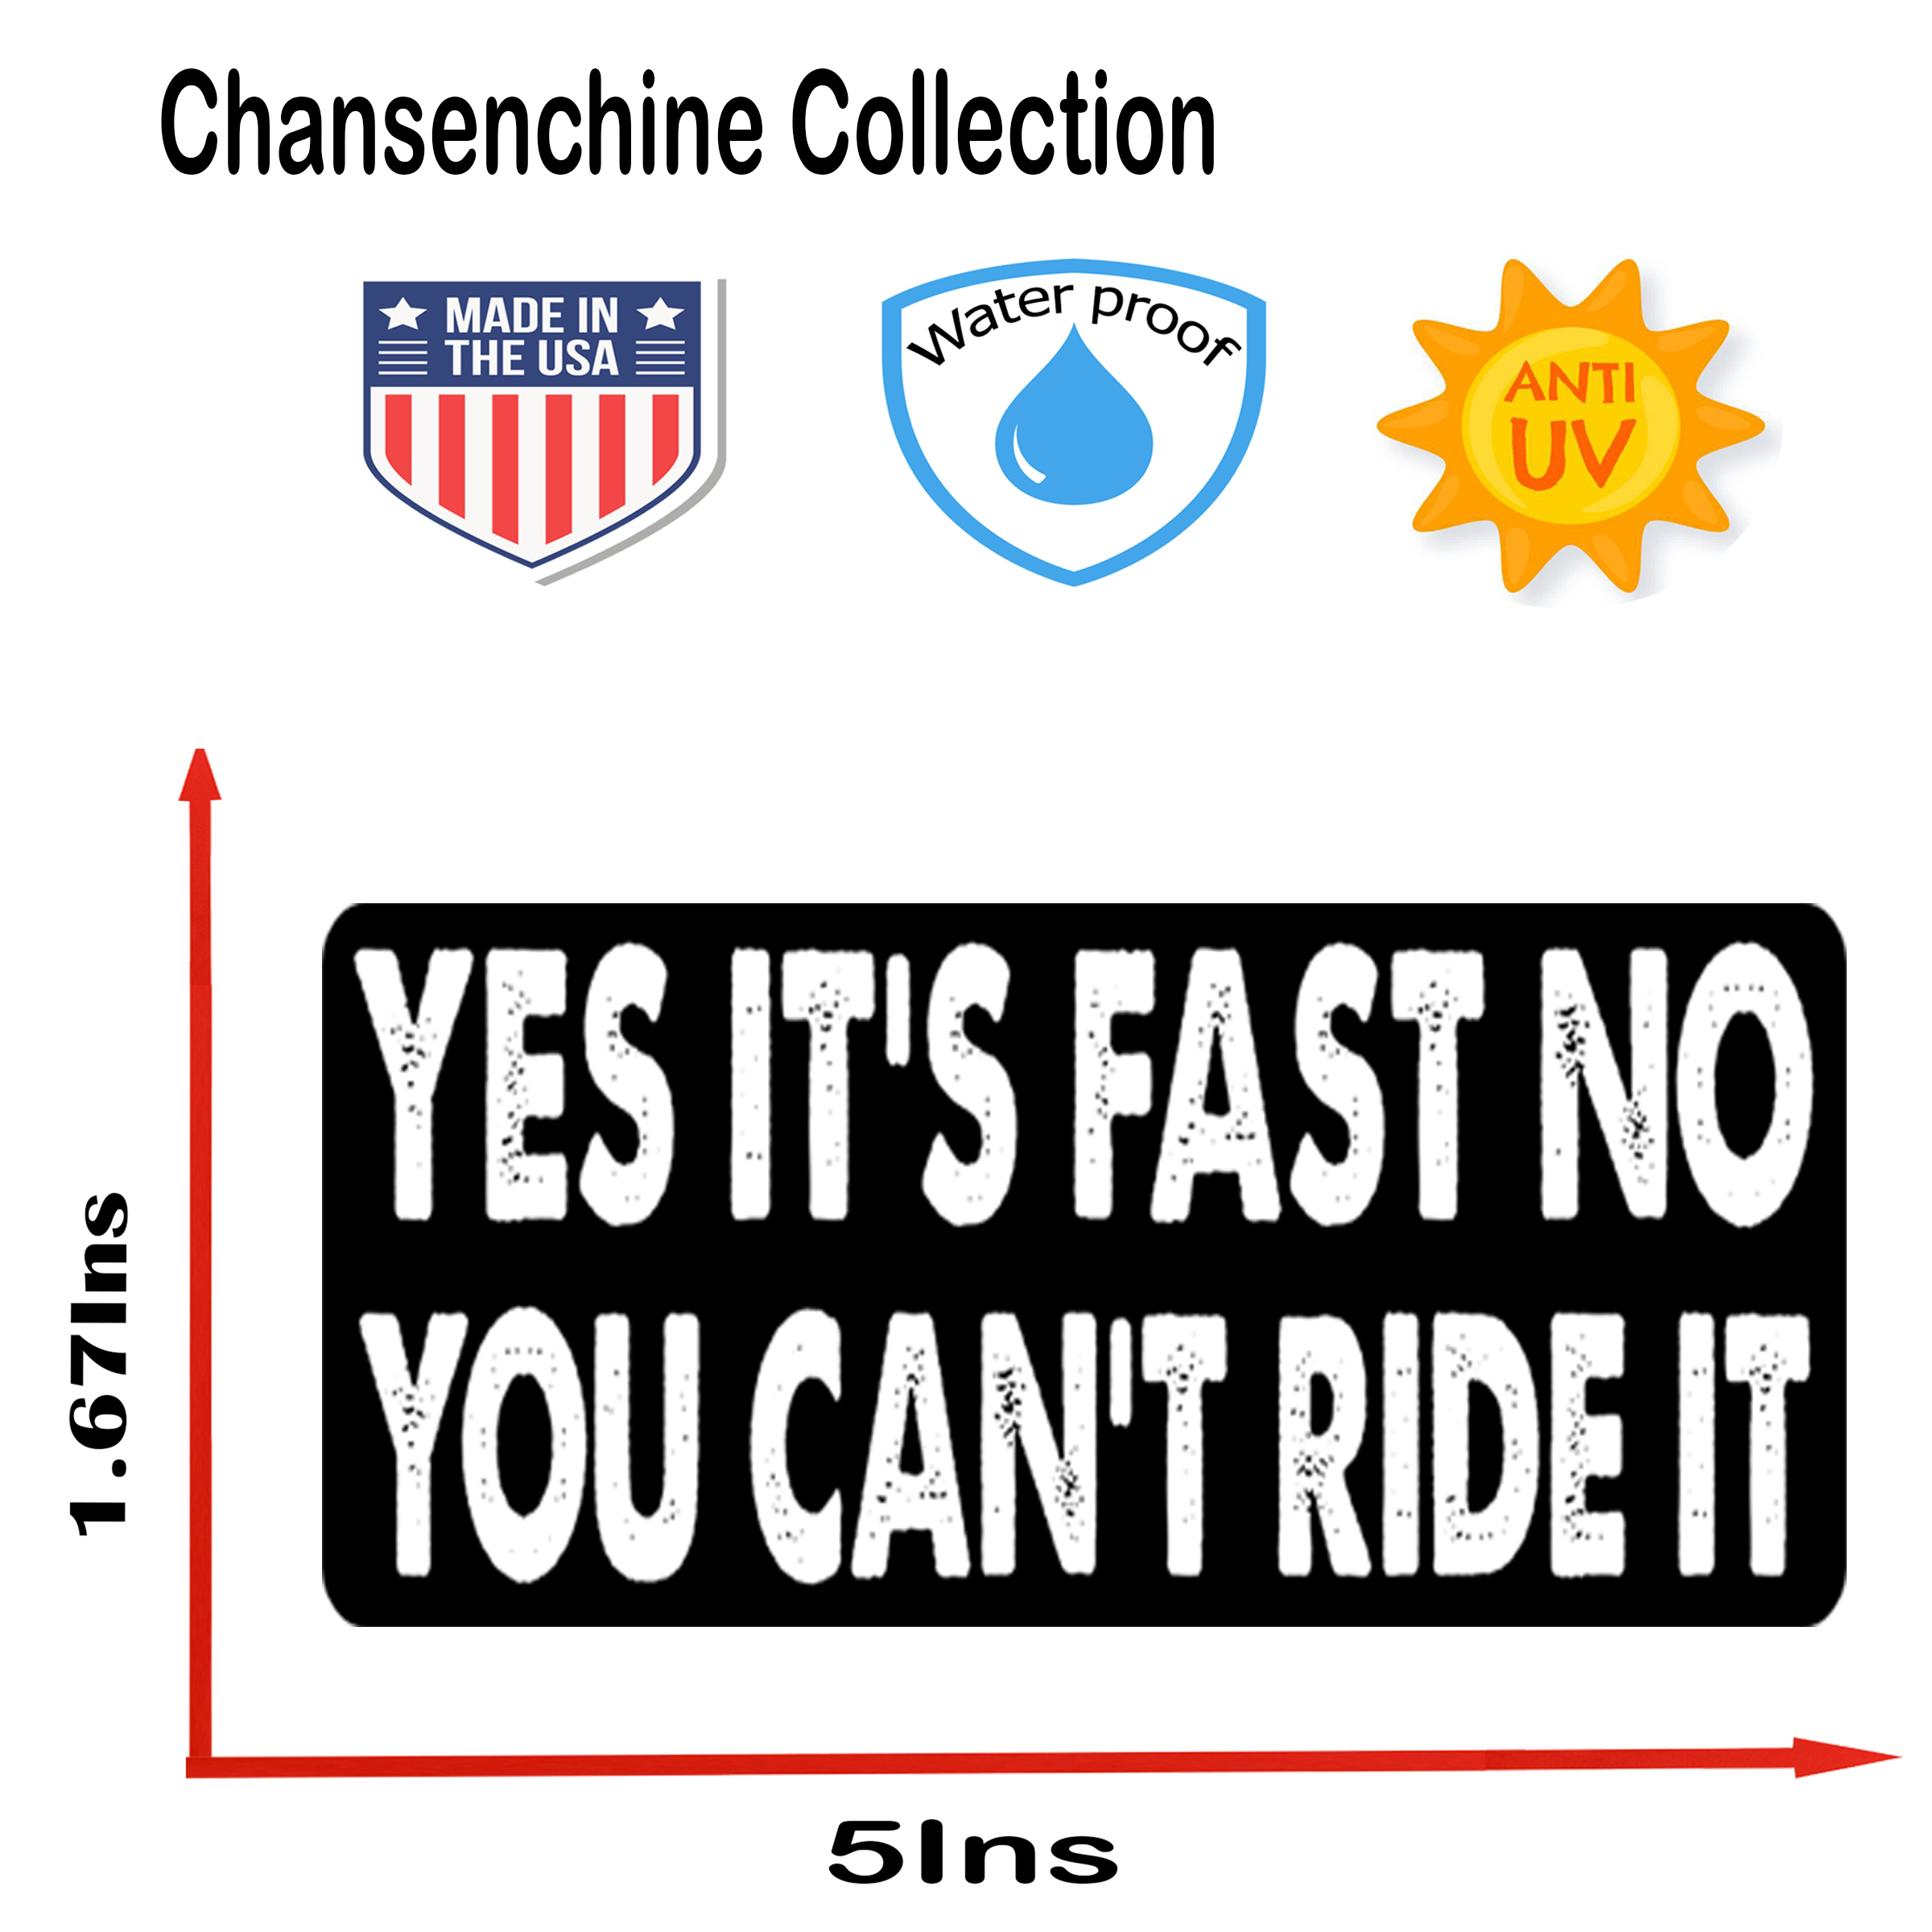 Chansenchine Collection
MADE IN
THE USA
Water proof
ANTI
UV
YES IT'S FAST NO
YOU CAN'T RIDE IT
1.67Ins
5Ins